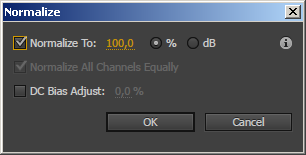 Normalize
Normalize To: 100,0 % dB
Normalize All Channels Equally
DC Bias Adjust: 0,0 %
OK Cancel